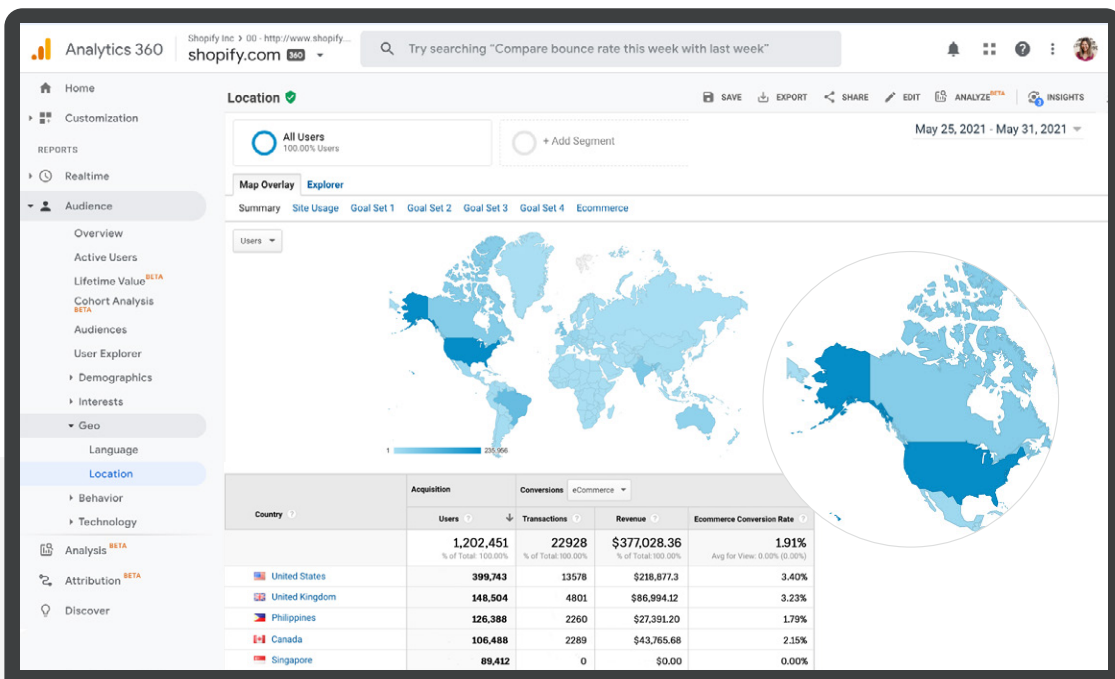 Analytics 360
Shopify Inc > 00 - http://www.shopify...
shopify.com 360
Try searching "Compare bounce rate this week with last week"
Home
Customization
REPORTS
Realtime
Audience
Overview
Active Users
Lifetime Value BETA
Cohort Analysis
BETA
Audiences
User Explorer
Demographics
Interests
Geo
Language
Location
Behavior
Technology
Analysis BETA
Attribution BETA
Discover
Location
SAVE EXPORT SHARE EDIT ANALYZE BETA 3 INSIGHTS
All Users
100.00% Users
+ Add Segment
May 25, 2021 - May 31, 2021
Map Overlay Explorer
Summary Site Usage Goal Set 1 Goal Set 2 Goal Set 3 Goal Set 4 Ecommerce
Users
1 235,956
Acquisition Conversions eCommerce
Country ? Users ? Transactions ? Revenue ? Ecommerce Conversion Rate ?
1,202,451 22928 $377,028.36 1.91%
% of Total: 100.00% % of Total:100.00% % of Total:100.00% Avg for View: 0.00% (0.00%)
United States 399,743 13578 $218,877.3 3.40%
United Kingdom 148,504 4801 $86,994.12 3.23%
Philippines 126,388 2260 $27,391.20 1.79%
Canada 106,488 2289 $43,765.68 2.15%
Singapore 89,412 0 $0.00 0.00%